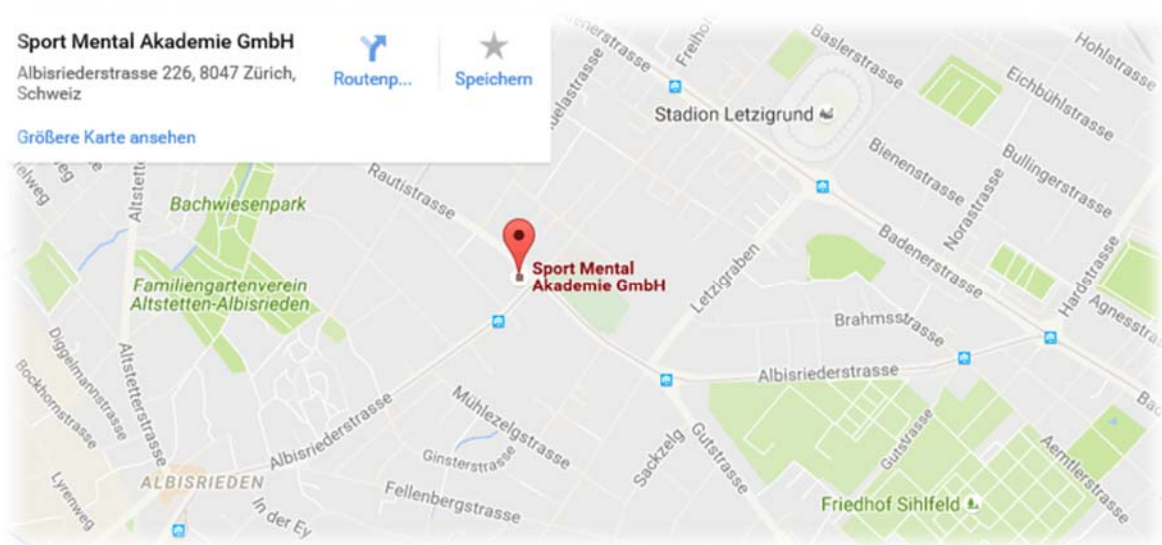 Sport Mental Akademie GmbH
Albisriederstrasse 226, 8047 Zürich,
Schweiz
Routenp...
Speichern
Größere Karte ansehen
Freihof
Baslerstrasse
Hohlstrasse
Eichbühlstrasse
Stadion Letzigrund
Bienenstrasse
Bullingerstrasse
Norastrasse
Rautistrasse
Bachwiesenpark
Badenerstrasse
Hardstrasse
Letzigraben
Sport Mental
Akademie GmbH
Familiengartenverein
Altstetten-Albisrieden
Agnesstra
Brahmsstrasse
Diggelmannstrasse
Altstetterstrasse
Bockhornstrasse
Albisriederstrasse
Mühlezelgstrasse
Albisriederstrasse
Ginsterstrasse
Sackzelg
Gutstrasse
Gutstrasse
Aemtlerstrasse
Lyrenweg
ALBISRIEDEN
In der Ey
Fellenbergstrasse
Friedhof Sihlfeld